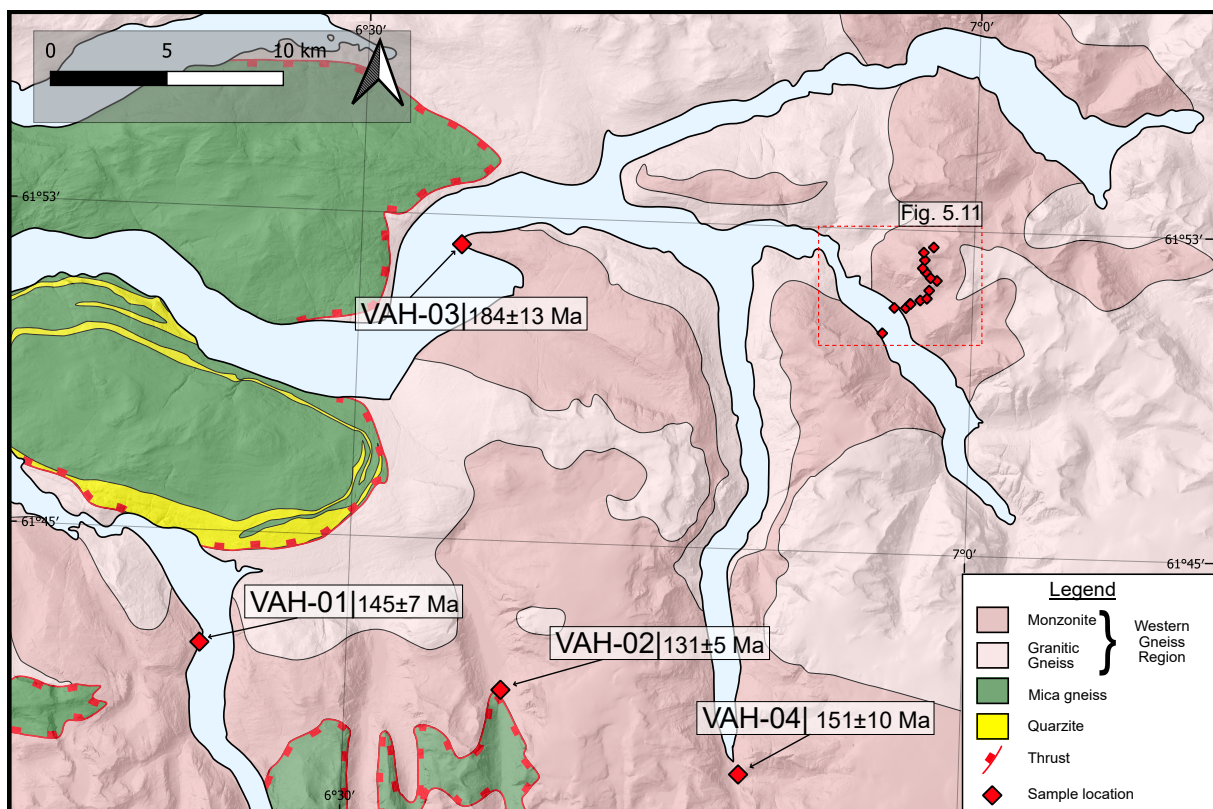 6°30′
7°0′
0 5 10 km
61°53′
Fig. 5.11
61°53′
VAH-03|184±13 Ma
61°45′
7°0′
61°45′
VAH-01|145±7 Ma
VAH-02|131±5 Ma
VAH-04| 151±10 Ma
6°30′
Legend
Monzonite
Granitic
Gneiss
Western
Gneiss
Region
Mica gneiss
Quarzite
Thrust
Sample location